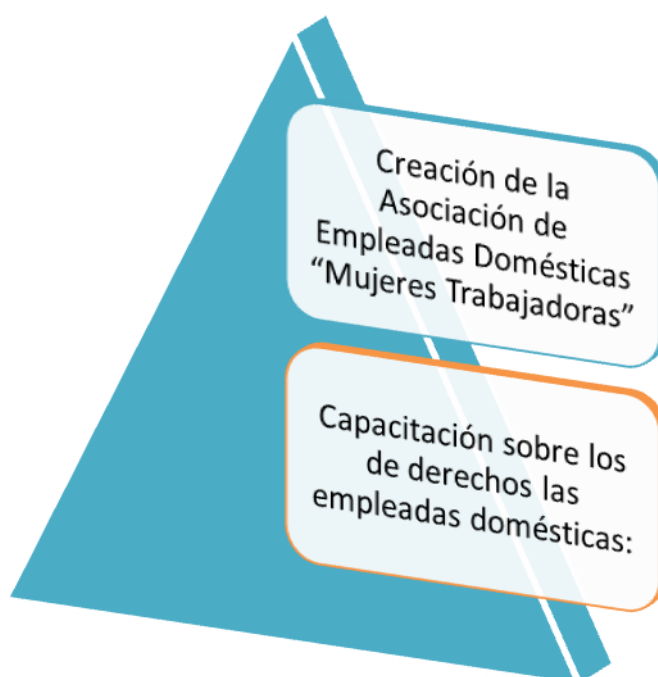 Creación de la
Asociación de
Empleadas Domésticas
“Mujeres Trabajadoras”
Capacitación sobre los
de derechos las
empleadas domésticas: